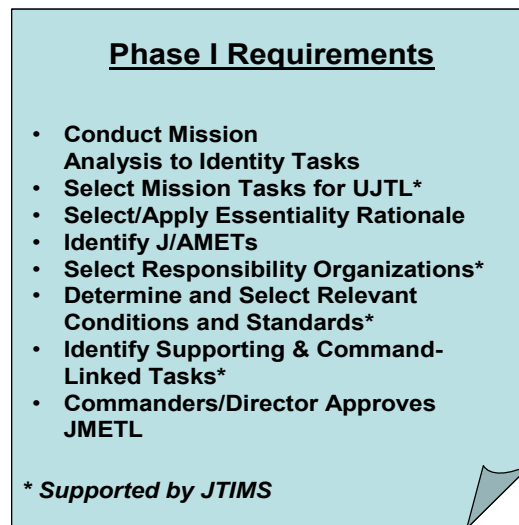 Phase I Requirements
• Conduct Mission
Analysis to Identity Tasks
• Select Mission Tasks for UJTL*
• Select/Apply Essentiality Rationale
• Identify J/AMETs
• Select Responsibility Organizations*
• Determine and Select Relevant
Conditions and Standards*
• Identify Supporting & Command-
Linked Tasks*
• Commanders/Director Approves
JMETL
* Supported by JTIMS